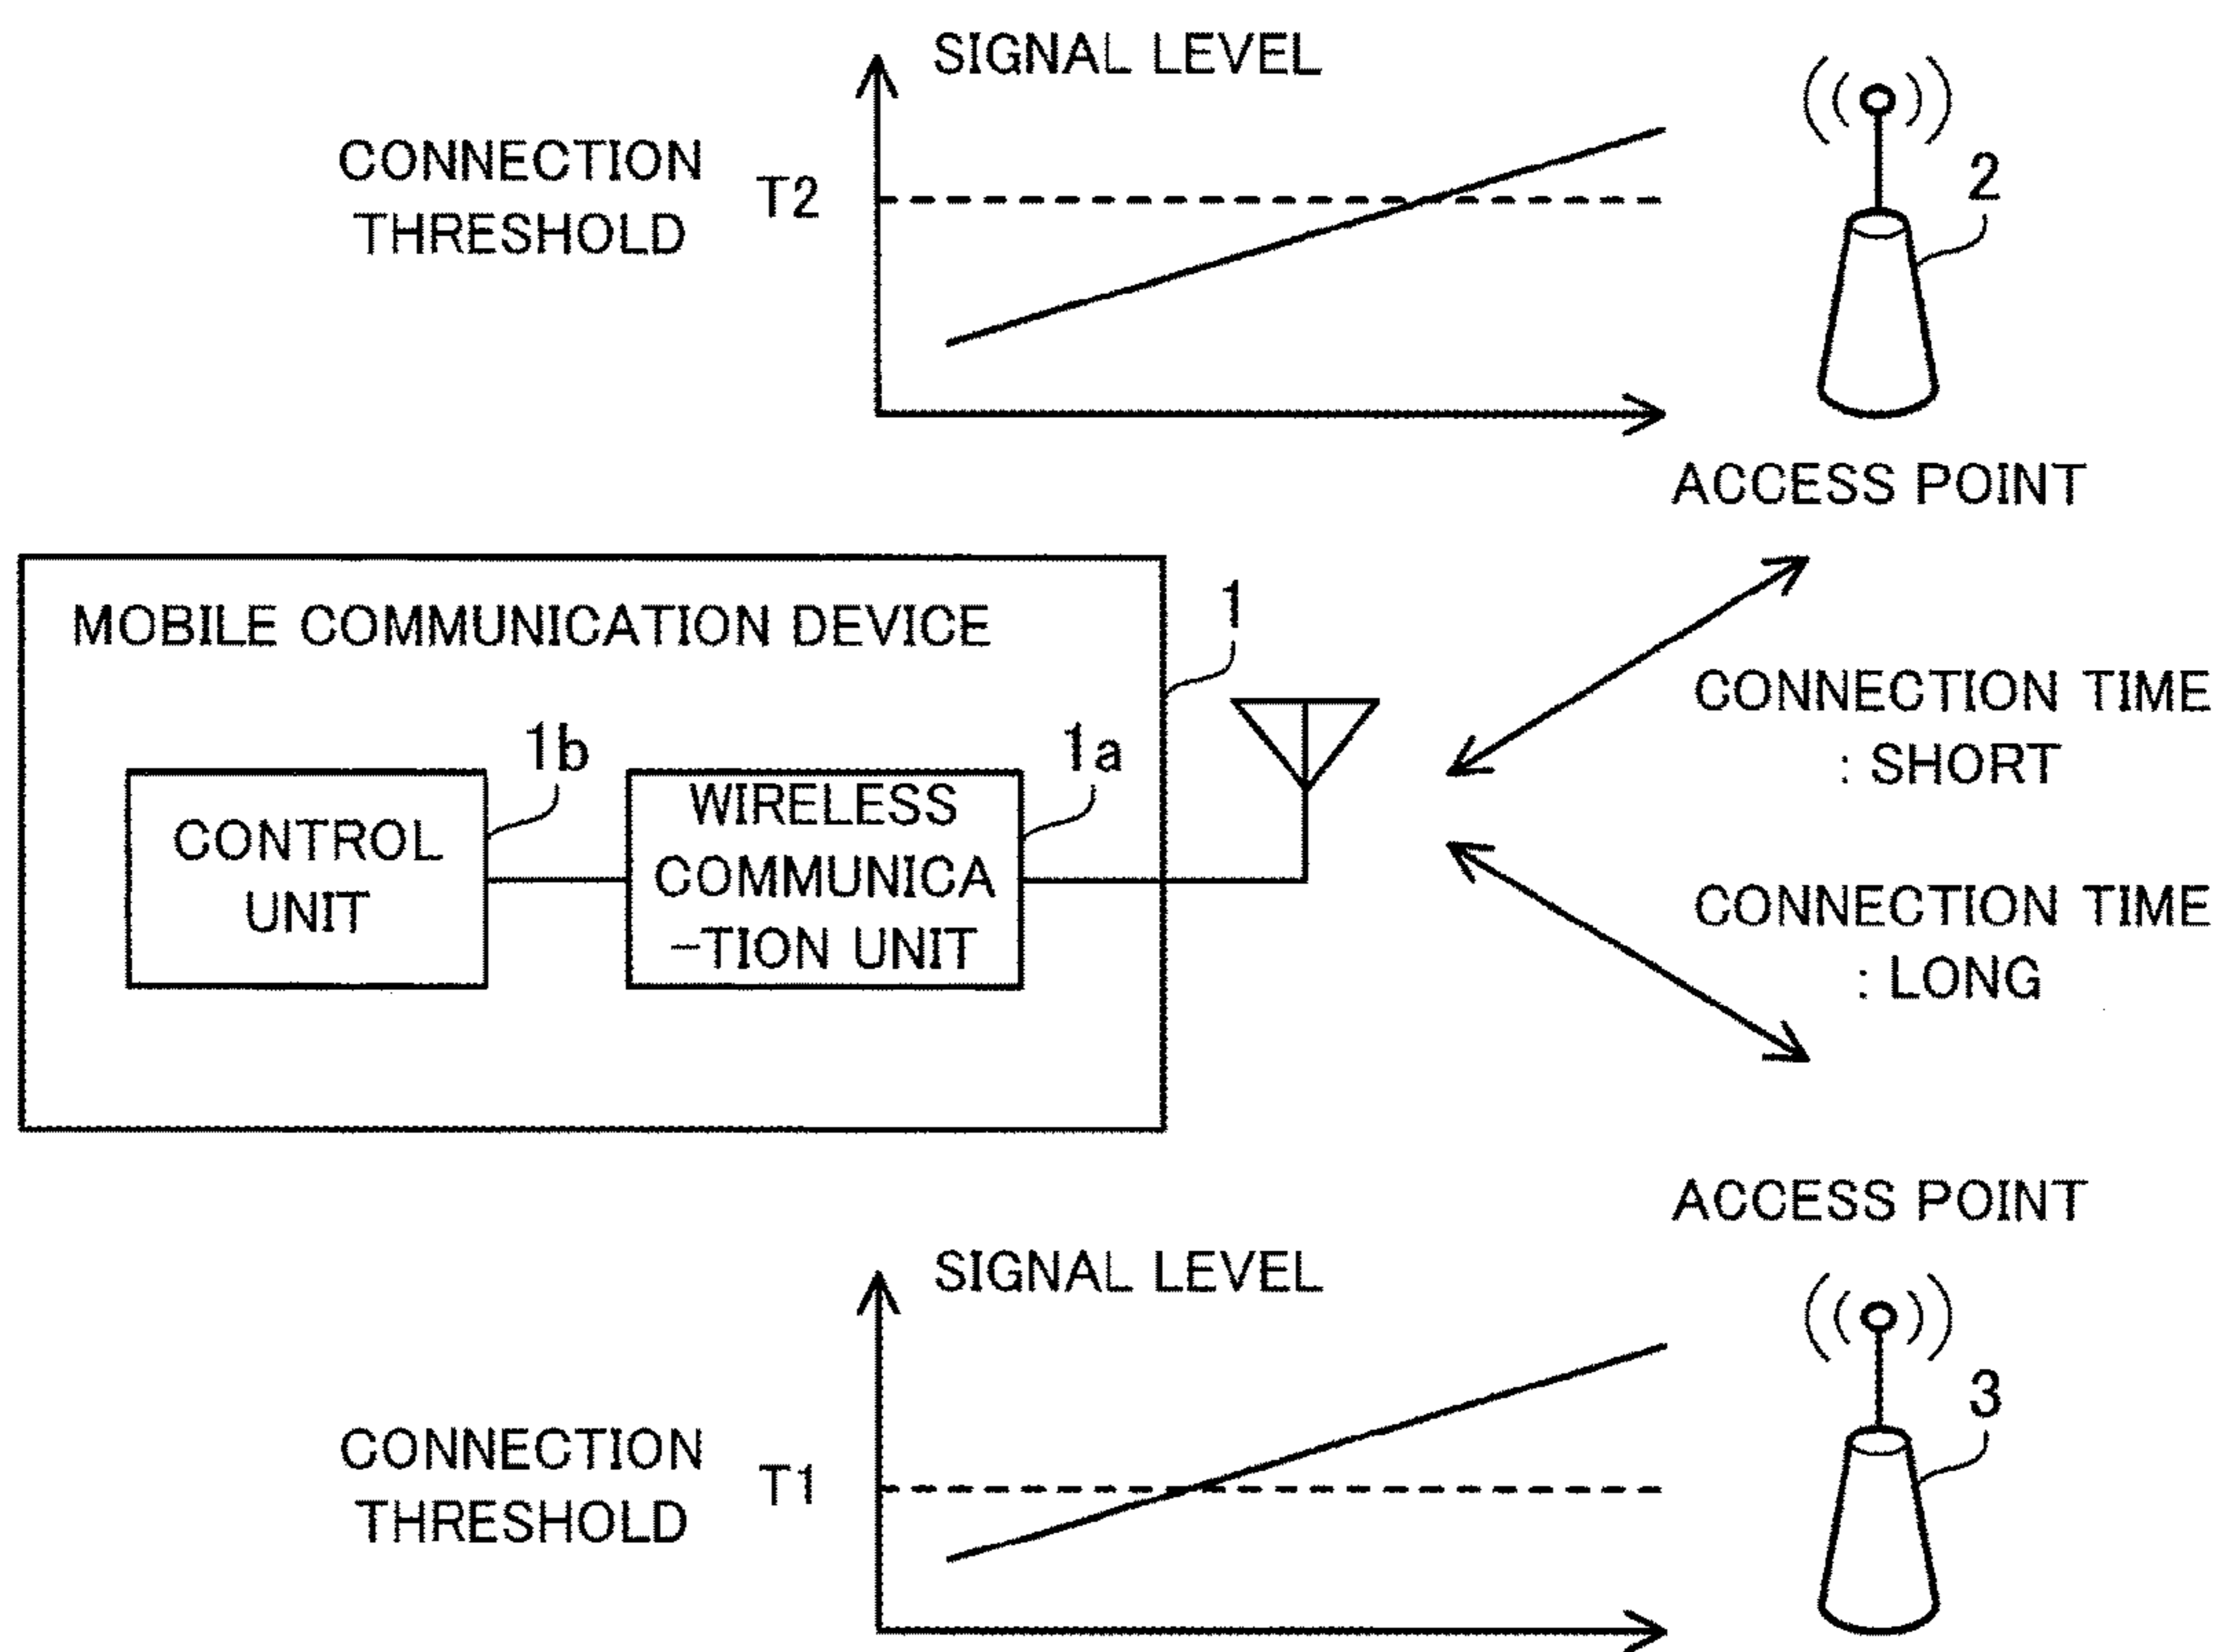 SIGNAL LEVEL
CONNECTION
THRESHOLD
T2
2
ACCESS POINT
MOBILE COMMUNICATION DEVICE
1
1b
1a
CONTROL
UNIT
WIRELESS
COMMUNICA
-TION UNIT
CONNECTION TIME
: SHORT
CONNECTION TIME
: LONG
ACCESS POINT
SIGNAL LEVEL
CONNECTION
THRESHOLD
T1
3